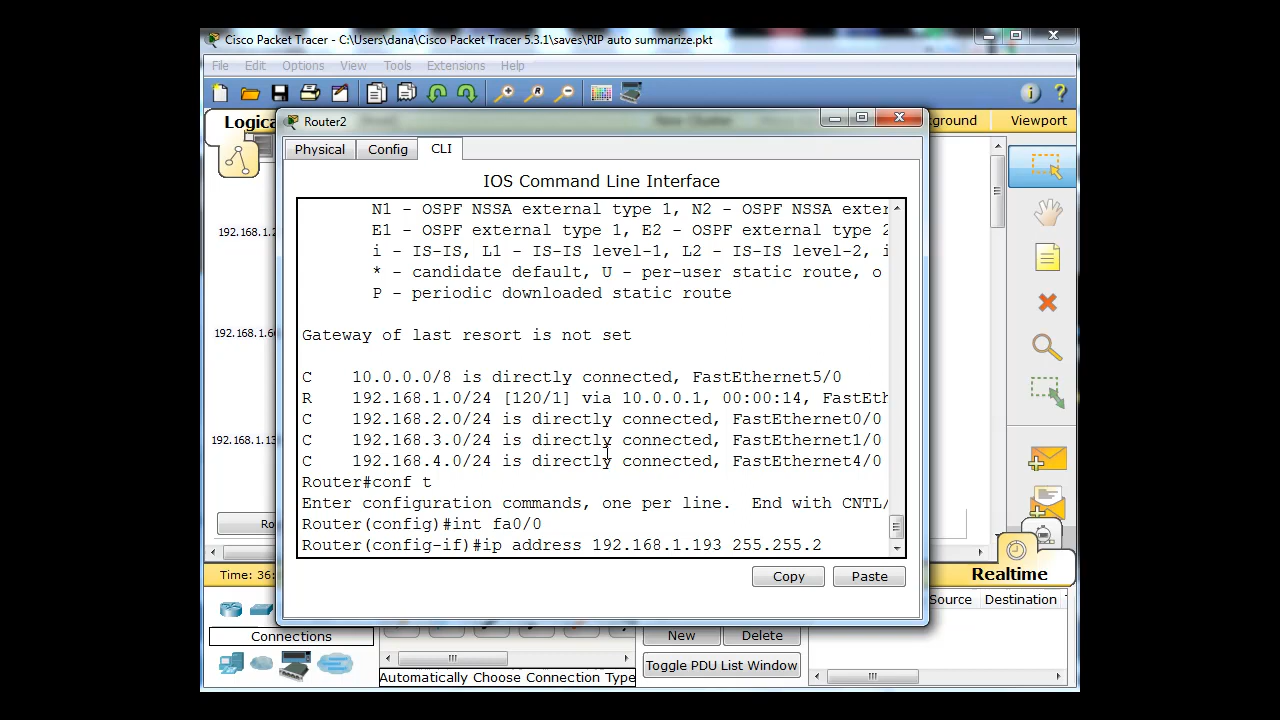 Cisco Packet Tracer - C:\Users\dana\Cisco Packet Tracer 5.3.1\saves\RIP auto summarize.pkt
File Edit Options View Tools Extensions Help
Logica
New Cluster
ground
Viewport
Router2
Physical Config CLI
IOS Command Line Interface
N1 - OSPF NSSA external type 1, N2 - OSPF NSSA exter
E1 - OSPF external type 1, E2 - OSPF external type 2
i - IS-IS, L1 - IS-IS level-1, L2 - IS-IS level-2, i
* - candidate default, U - per-user static route, o
P - periodic downloaded static route
Gateway of last resort is not set
C 10.0.0.0/8 is directly connected, FastEthernet5/0
R 192.168.1.0/24 [120/1] via 10.0.0.1, 00:00:14, FastEth
C 192.168.2.0/24 is directly connected, FastEthernet0/0
C 192.168.3.0/24 is directly connected, FastEthernet1/0
C 192.168.4.0/24 is directly connected, FastEthernet4/0
Router#conf t
Enter configuration commands, one per line. End with CNTL/
Router(config)#int fa0/0
Router(config-if)#ip address 192.168.1.193 255.255.2
Copy Paste
192.168.1.2
192.168.1.6
192.168.1.13
Ro
Time: 36:
Realtime
Connections
New Delete
Toggle PDU List Window
Automatically Choose Connection Type
Source Destination